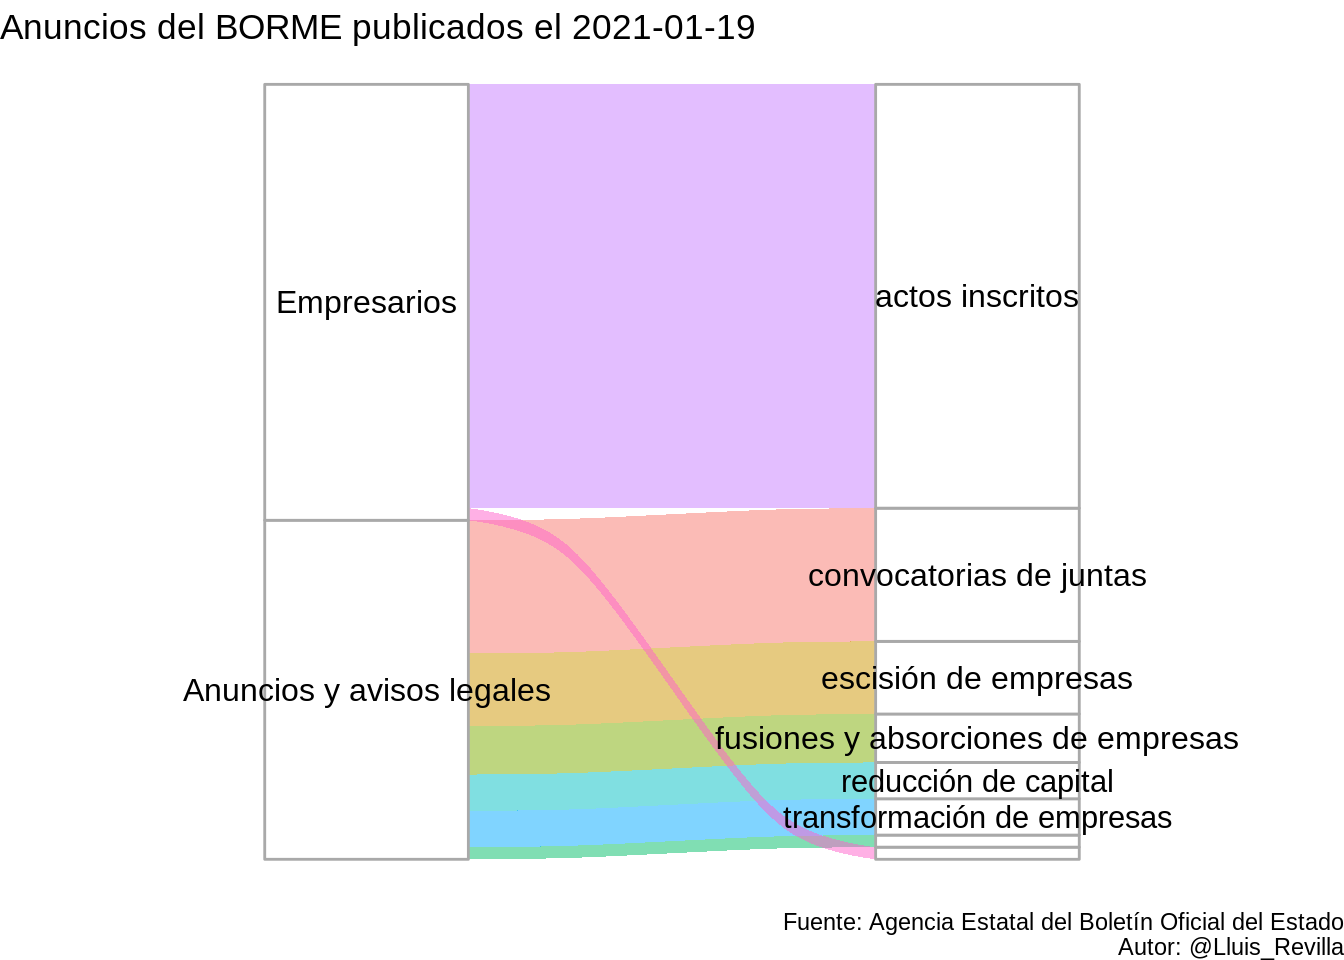 Anuncios del BORME publicados el 2021-01-19
Empresarios
actos inscritos
convocatorias de juntas
escisión de empresas
Anuncios y avisos legales
fusiones y absorciones de empresas
reducción de capital
transformación de empresas
Fuente: Agencia Estatal del Boletín Oficial del Estado
Autor: @Lluis_Revilla